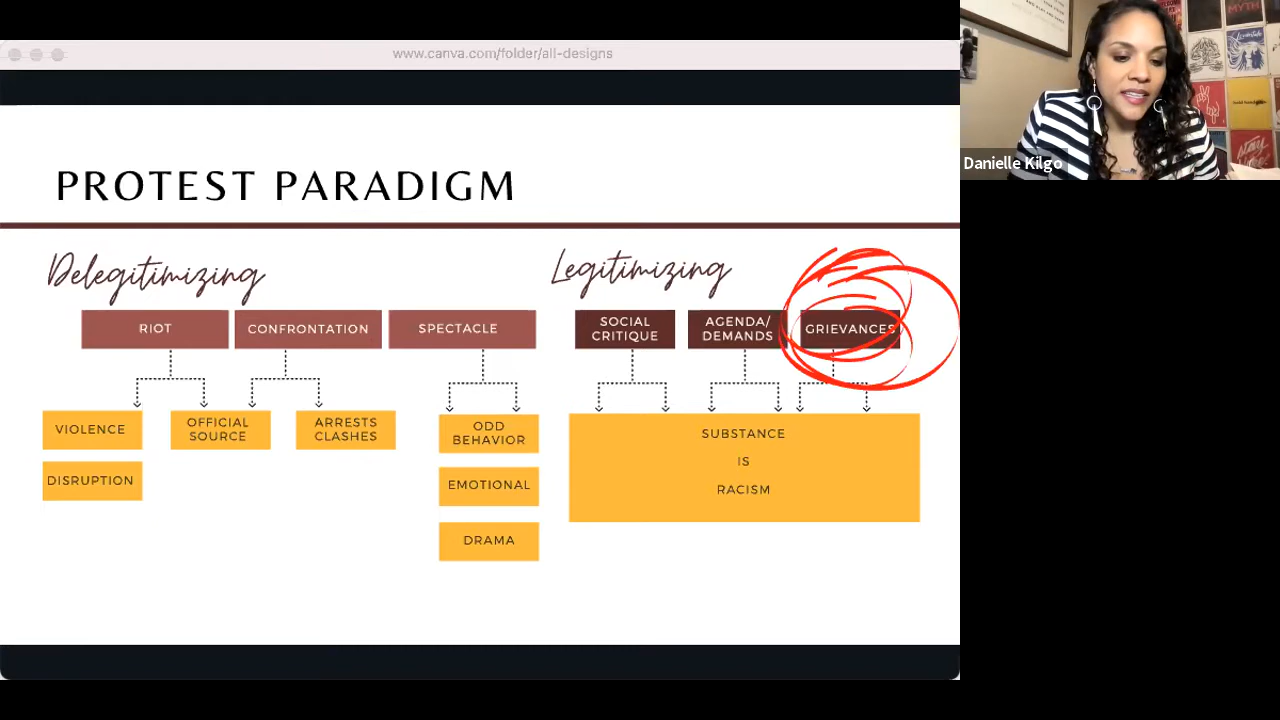 www.canva.com/folder/all-designs
PROTEST PARADIGM
Delegitimizing
Legitimizing
RIOT
CONFRONTATION
SPECTACLE
SOCIAL
CRITIQUE
AGENDA/
DEMANDS
GRIEVANCES
VIOLENCE
DISRUPTION
OFFICIAL
SOURCE
ARRESTS
CLASHES
ODD
BEHAVIOR
EMOTIONAL
DRAMA
SUBSTANCE
IS
RACISM
MYTH
Danielle Kilgo